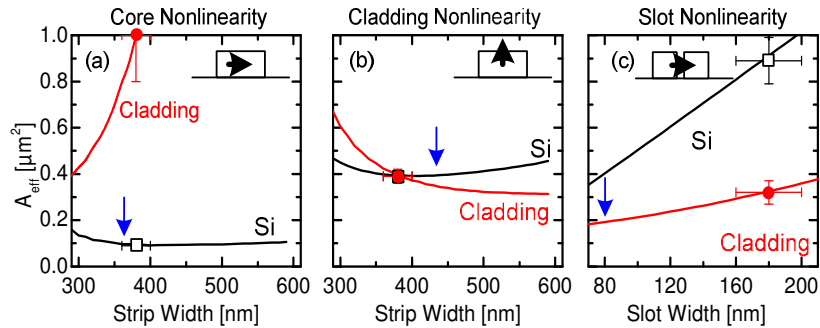 Core Nonlinearity
Cladding Nonlinearity
Slot Nonlinearity
A_eff [µm²]
1.0
0.8
0.6
0.4
0.2
0.0
(a)
Cladding
Si
300 400 500 600
Strip Width [nm]
(b)
Si
Cladding
300 400 500 600
Strip Width [nm]
(c)
Si
Cladding
80 120 160 200
Slot Width [nm]